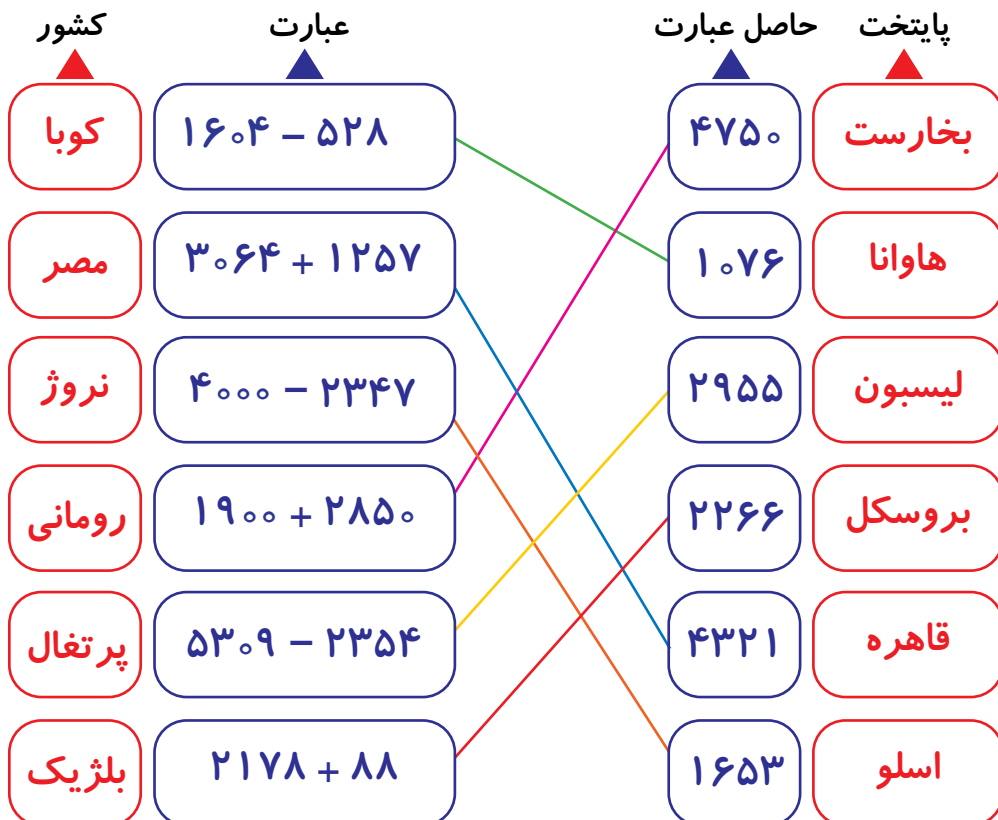 کشور عبارت حاصل عبارت پایتخت
کوبا ۱۶۰۴ – ۵۲۸ ۴۷۵۰ بخارست
مصر ۳۰۶۴ + ۱۲۵۷ ۱۰۷۶ هاوانا
نروژ ۴۰۰۰ – ۲۳۴۷ ۲۹۵۵ لیسبون
رومانی ۱۹۰۰ + ۲۸۵۰ ۲۲۶۶ بروسکل
پرتغال ۵۳۰۹ – ۲۳۵۴ ۴۳۲۱ قاهره
بلژیک ۲۱۷۸ + ۸۸ ۱۶۵۳ اسلو